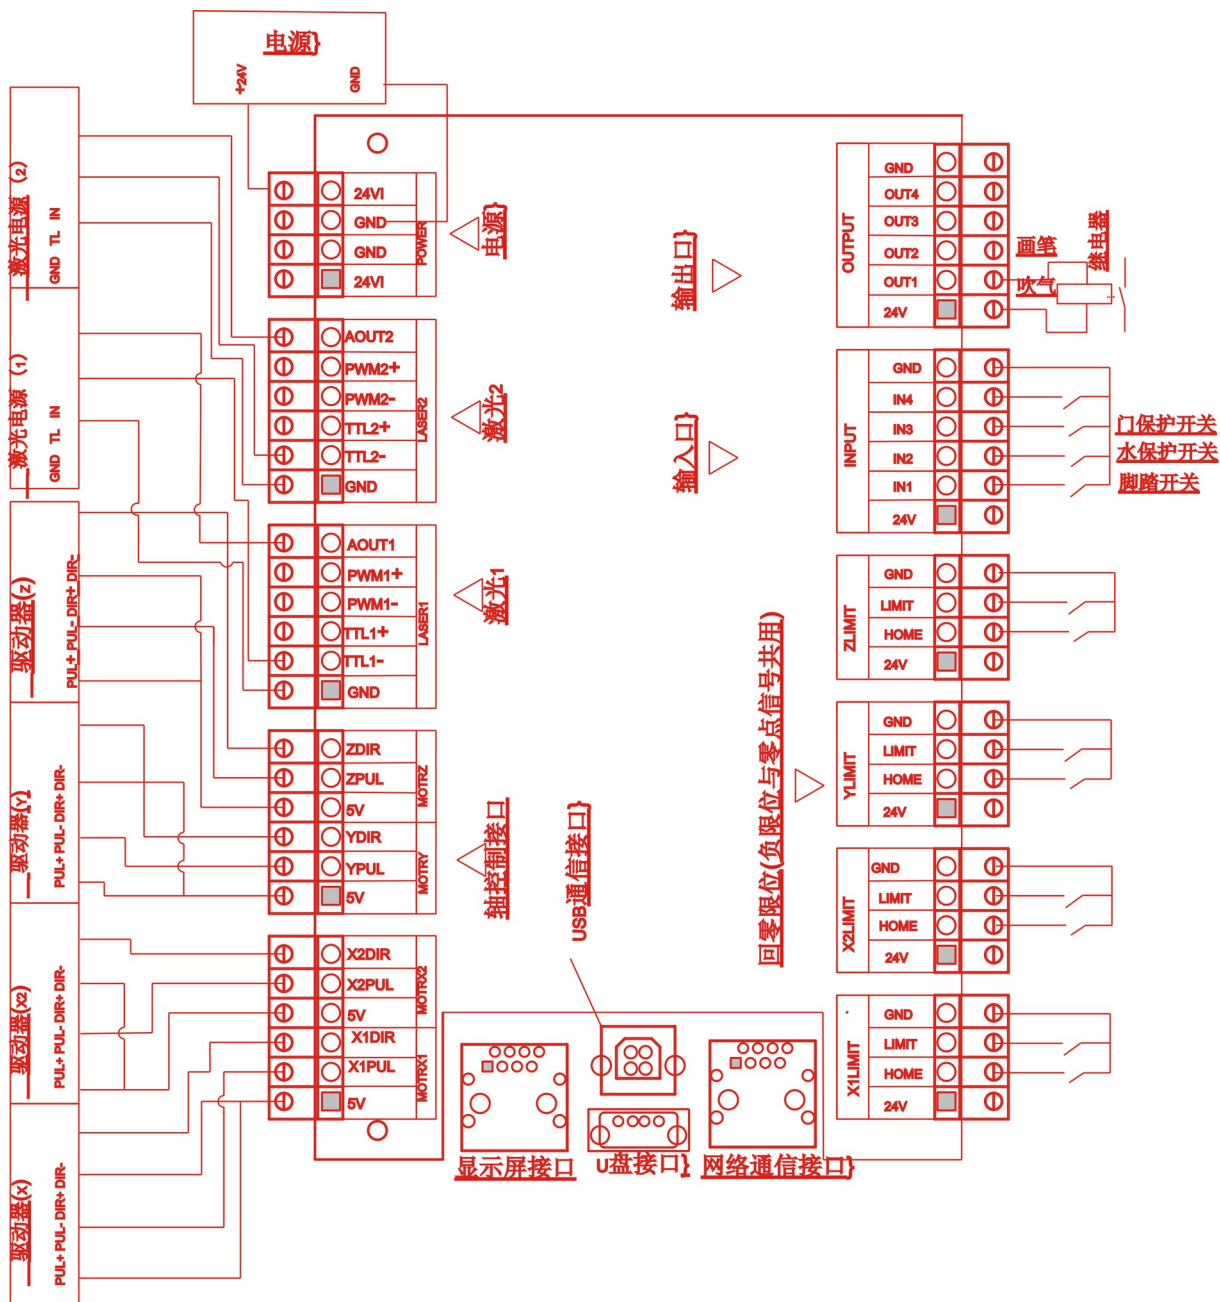 电源}
+24V
GND
激光电源（2）
GND TL IN
激光电源（1）
GND TL IN
驱动器(z)
PUL+ PUL- DIR+ DIR-
驱动器(Y)
PUL+ PUL- DIR+ DIR-
驱动器(X2)
PUL+ PUL- DIR+ DIR-
驱动器(X)
PUL+ PUL- DIR+ DIR-
24VI
GND
GND
24VI
POWER
电源}
AOUT2
PWM2+
PWM2-
TTL2+
TTL2-
GND
LASER2
激光2
AOUT1
PWM1+
PWM1-
TTL1+
TTL1-
GND
LASER1
激光1
ZDIR
ZPUL
5V
MOTRZ
YDIR
YPUL
5V
MOTRY
轴控制接口
X2DIR
X2PUL
5V
MOTRX2
X1DIR
X1PUL
5V
MOTRX1
USB通信接口}
显示屏接口
U盘接口}
网络通信接口}
输出口}
输入口}
回零限位(负限位与零点信号共用)
OUTPUT
GND
OUT4
OUT3
OUT2
OUT1
24V
画笔
吹气
继电器
INPUT
GND
IN4
IN3
IN2
IN1
24V
门保护开关
水保护开关
脚踏开关
ZLIMIT
GND
LIMIT
HOME
24V
YLIMIT
GND
LIMIT
HOME
24V
X2LIMIT
GND
LIMIT
HOME
24V
X1LIMIT
GND
LIMIT
HOME
24V